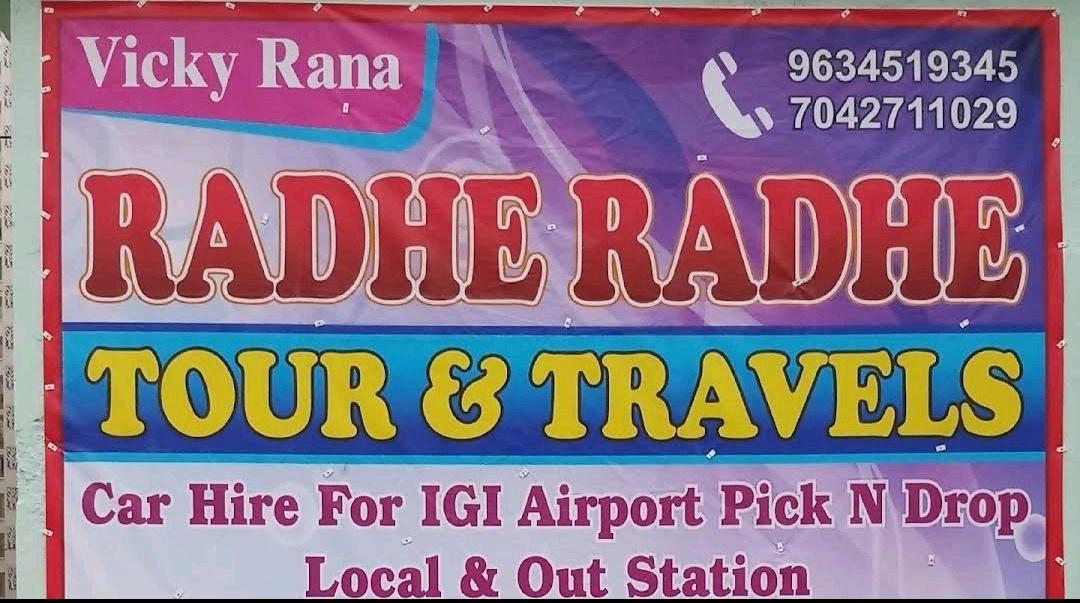 Vicky Rana
9634519345
7042711029
RADHE RADHE
TOUR & TRAVELS
Car Hire For IGI Airport Pick N Drop
Local & Out Station